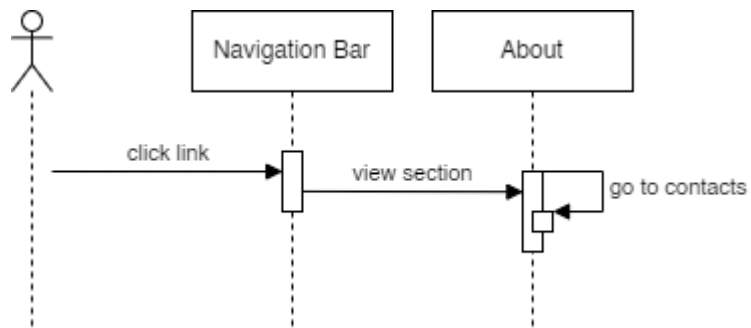 Navigation Bar
About
click link
view section
go to contacts